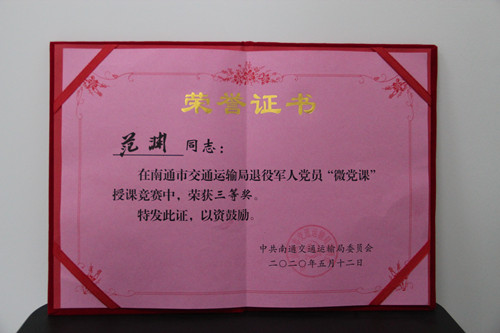 荣誉证书
范渊 同志：
在南通市交通运输局退役军人党员“微党课”
授课竞赛中，荣获三等奖。
特发此证，以资鼓励。
中共南通交通运输局委员会
二〇二〇年五月十二日